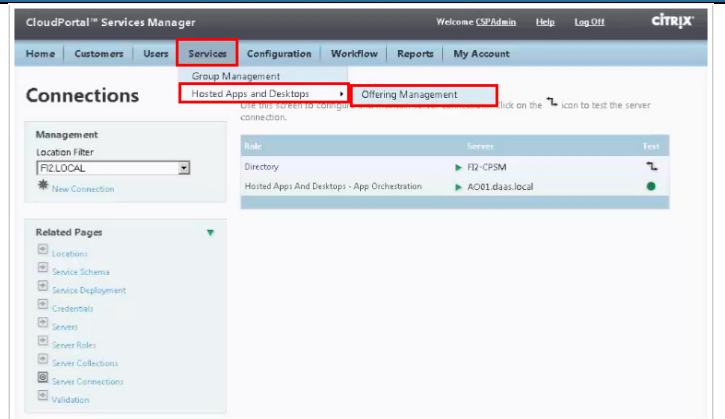 CloudPortal™ Services Manager
Welcome CSPAdmin Help Log Off
CITRIX
Home Customers Users Services Configuration Workflow Reports My Account
Group Management
Hosted Apps and Desktops
Offering Management
Connections
Use this screen to configure and maintain server connections. Click on the icon to test the server
connection.
Management
Location Filter
FI2.LOCAL
New Connection
Role Server Test
Directory FI2-CPSM
Hosted Apps And Desktops - App Orchestration AO01.daas.local
Related Pages
Locations
Service Schema
Service Deployment
Credentials
Servers
Server Roles
Server Collections
Server Connections
Validation